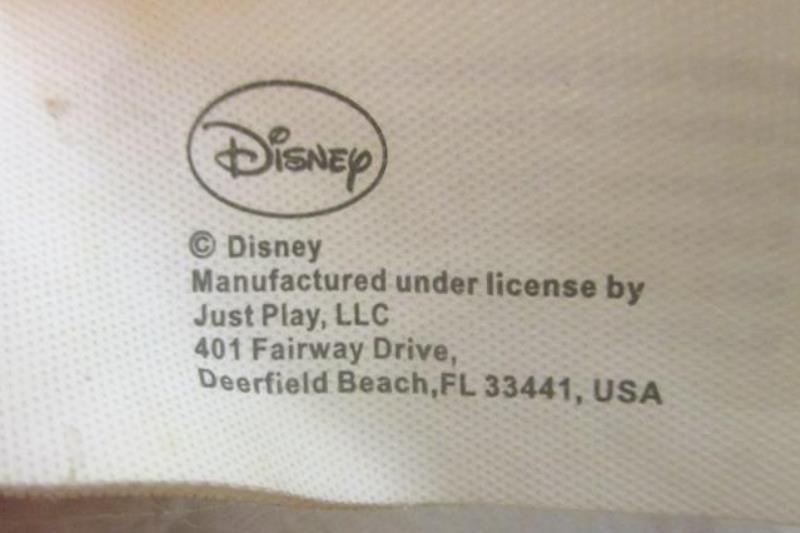 Disney
© Disney
Manufactured under license by
Just Play, LLC
401 Fairway Drive,
Deerfield Beach,FL 33441, USA